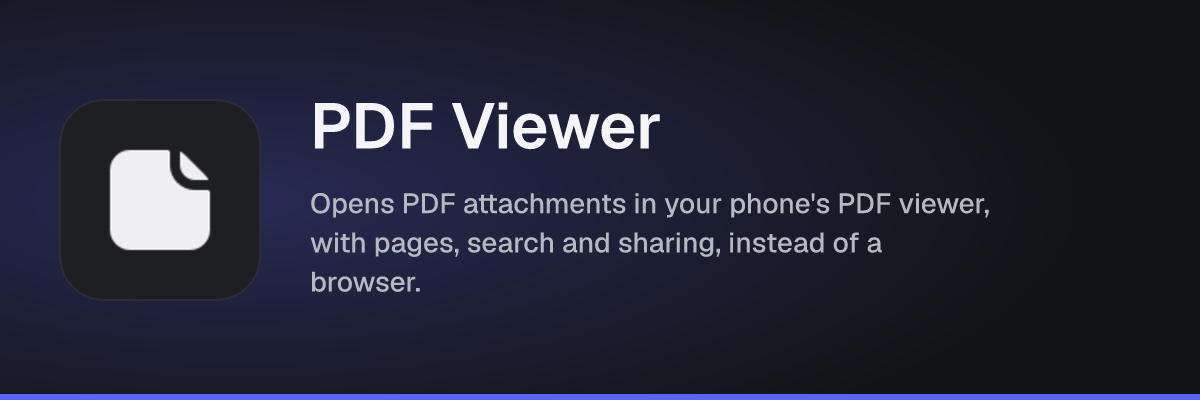 PDF Viewer
Opens PDF attachments in your phone's PDF viewer,
with pages, search and sharing, instead of a
browser.